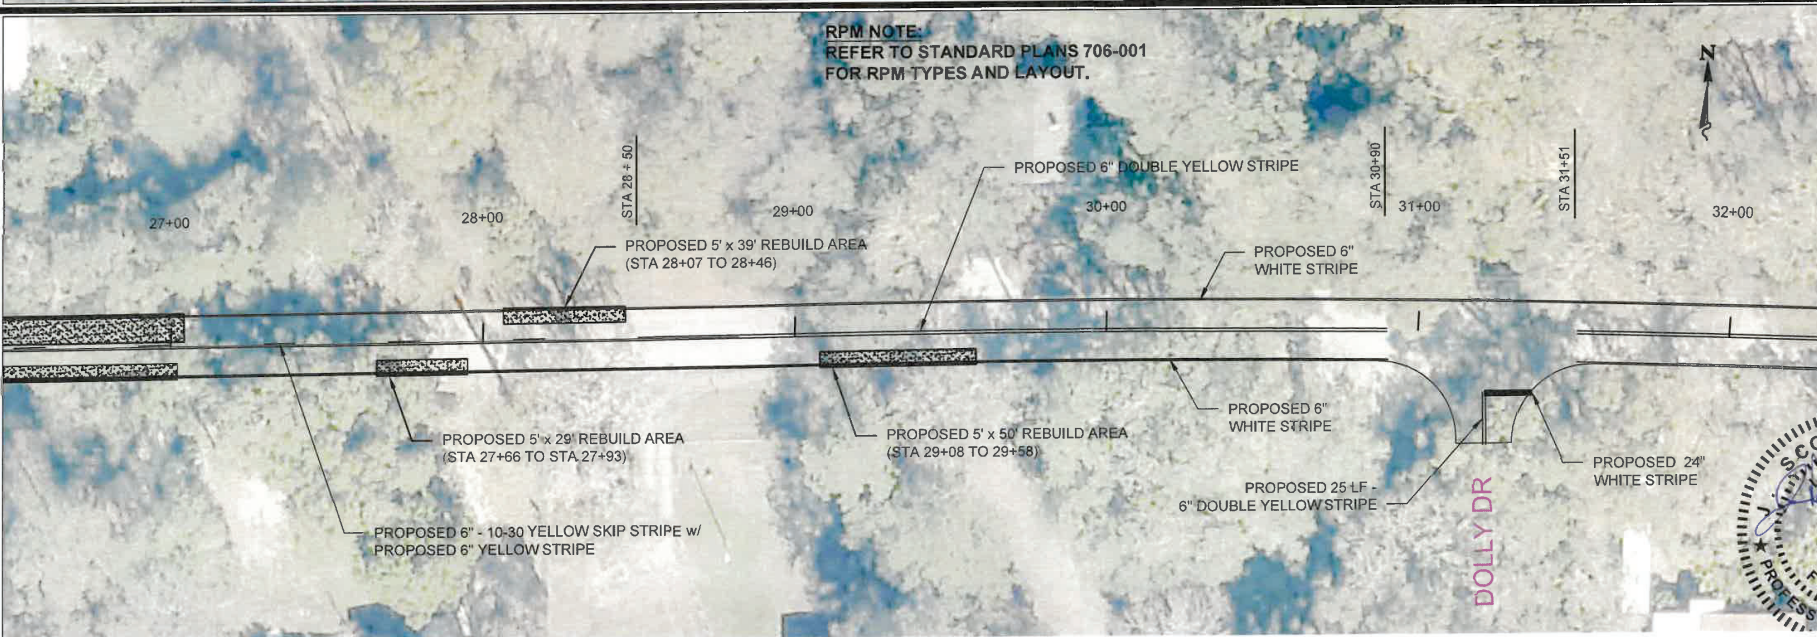 RPM NOTE:
REFER TO STANDARD PLANS 706-001
FOR RPM TYPES AND LAYOUT.
N
STA 28 + 50
PROPOSED 6" DOUBLE YELLOW STRIPE
STA 30+90
STA 31+51
27+00
28+00
29+00
30+00
31+00
32+00
PROPOSED 5' x 39' REBUILD AREA
(STA 28+07 TO 28+46)
PROPOSED 6"
WHITE STRIPE
PROPOSED 5' x 29' REBUILD AREA
(STA 27+66 TO STA 27+93)
PROPOSED 5' x 50' REBUILD AREA
(STA 29+08 TO 29+58)
PROPOSED 6"
WHITE STRIPE
PROPOSED 24"
WHITE STRIPE
PROPOSED 25 LF -
6" DOUBLE YELLOW STRIPE
DOLLY DR
PROPOSED 6" - 10-30 YELLOW SKIP STRIPE w/
PROPOSED 6" YELLOW STRIPE